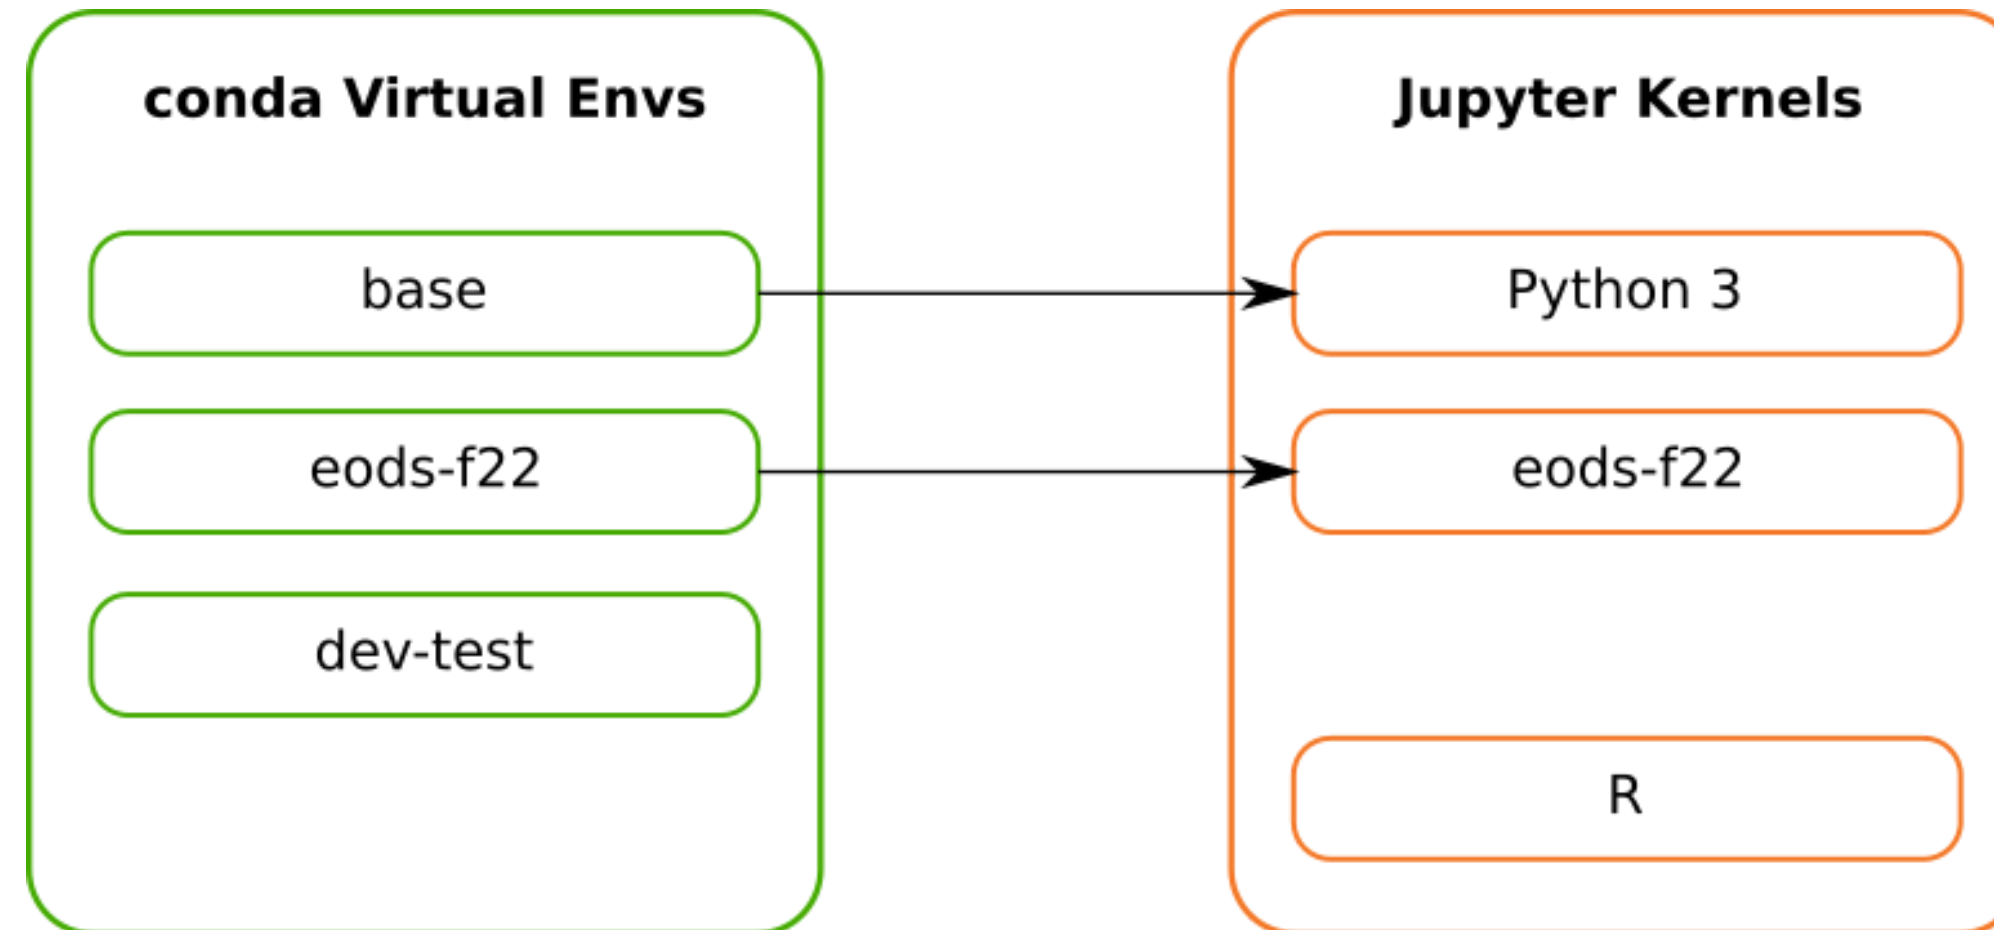 conda Virtual Envs
base
eods-f22
dev-test
Jupyter Kernels
Python 3
eods-f22
R